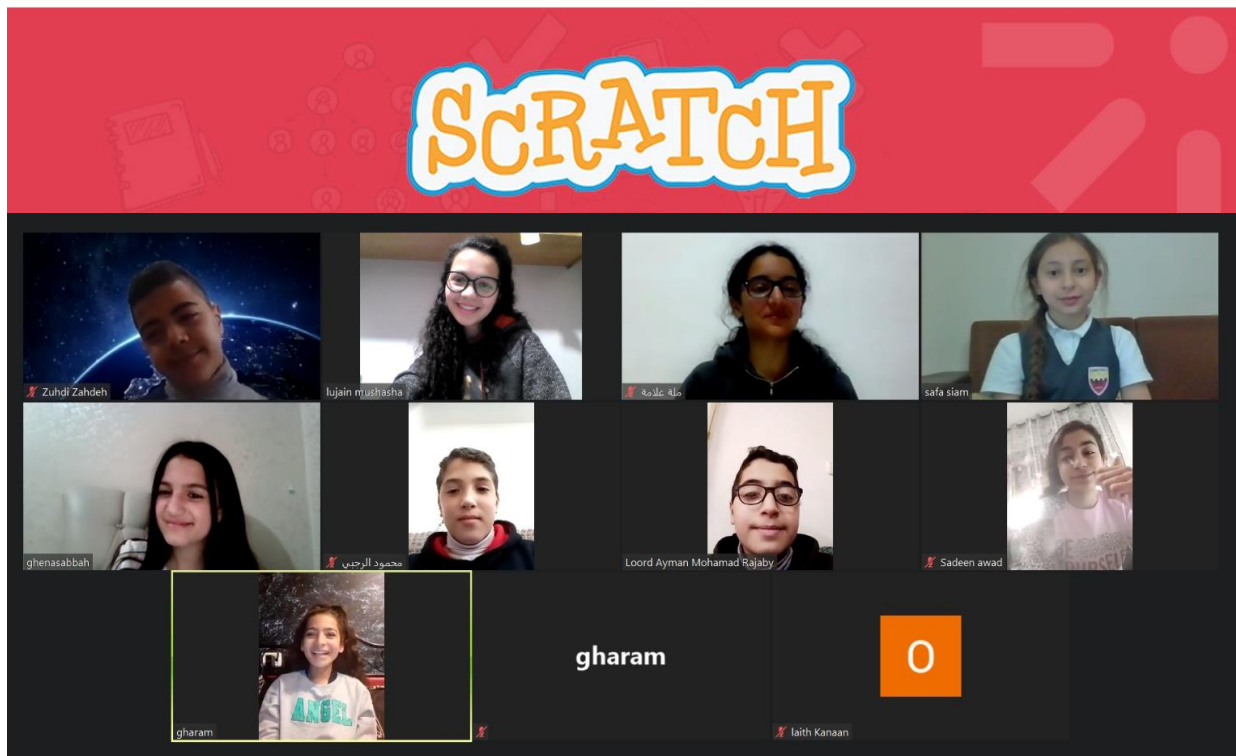 SCRATCH
Zuhdi Zahdeh
lujain mushasha
ملة علامة
safa siam
ghenasabbah
محمود الرجبي
Loord Ayman Mohamad Rajaby
Sadeen awad
ANGEL
gharam
gharam
O
laith Kanaan